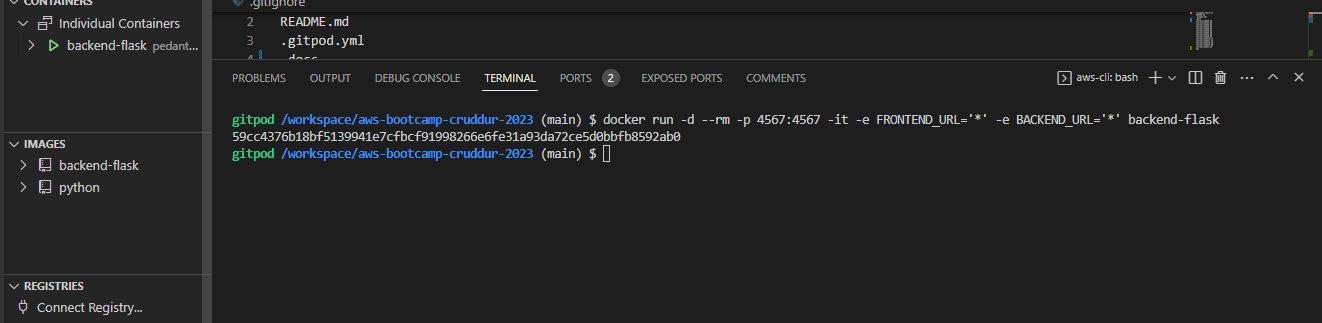 CONTAINERS
Individual Containers
backend-flask pedant...
IMAGES
backend-flask
python
REGISTRIES
Connect Registry...
.gitignore
2 README.md
3 .gitpod.yml
4 docs
PROBLEMS OUTPUT DEBUG CONSOLE TERMINAL PORTS 2 EXPOSED PORTS COMMENTS aws-cli: bash
gitpod /workspace/aws-bootcamp-cruddur-2023 (main) $ docker run -d --rm -p 4567:4567 -it -e FRONTEND_URL='*' -e BACKEND_URL='*' backend-flask
59cc4376b18bf5139941e7cfbcf91998266e6fe31a93da72ce5d0bbfb8592ab0
gitpod /workspace/aws-bootcamp-cruddur-2023 (main) $